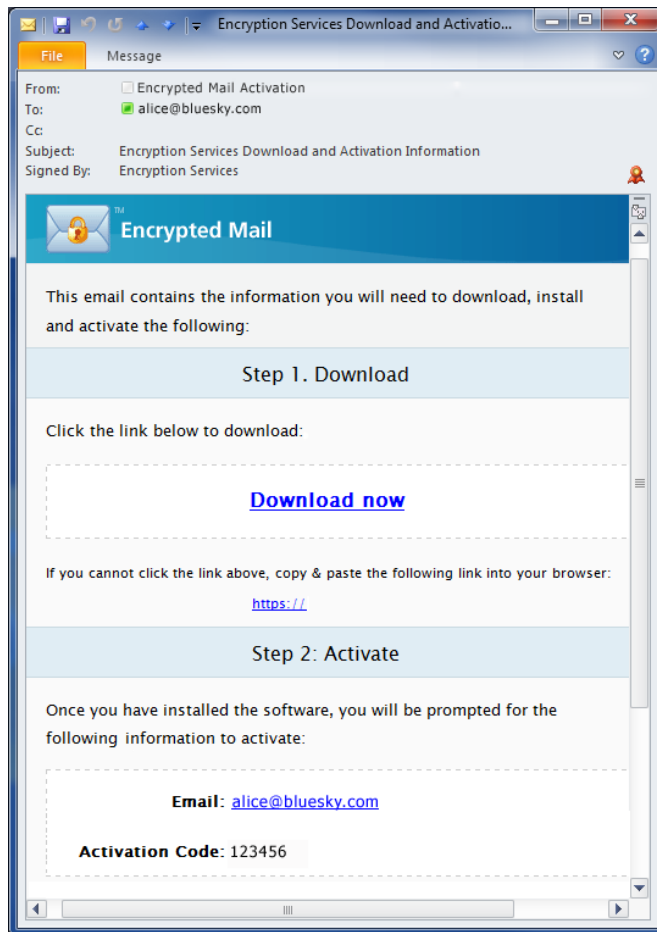 Encryption Services Download and Activatio...
File Message
From: Encrypted Mail Activation
To: alice@bluesky.com
Cc:
Subject: Encryption Services Download and Activation Information
Signed By: Encryption Services
TM
Encrypted Mail
This email contains the information you will need to download, install
and activate the following:
Step 1. Download
Click the link below to download:
Download now
If you cannot click the link above, copy & paste the following link into your browser:
https://
Step 2: Activate
Once you have installed the software, you will be prompted for the
following information to activate:
Email: alice@bluesky.com
Activation Code: 123456